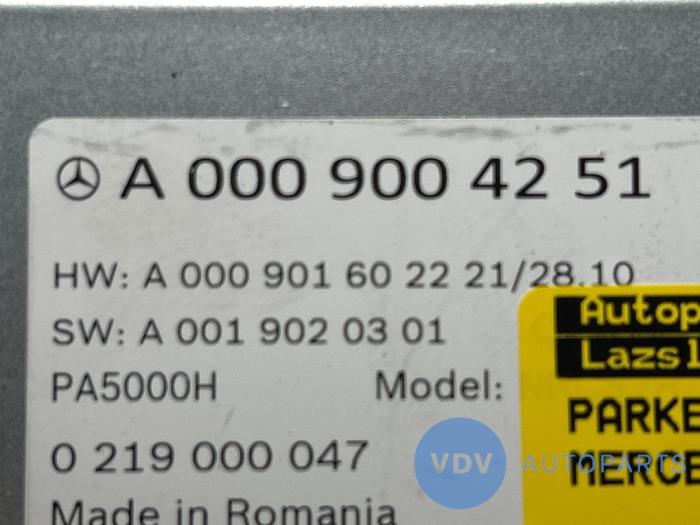 A 000 900 42 51
HW: A 000 901 60 22 21/28.10
SW: A 001 902 03 01
PA5000H Model:
0 219 000 047
Made in Romania
Autop
Lazsl
PARKE
MERCE
VDV AUTOPARTS